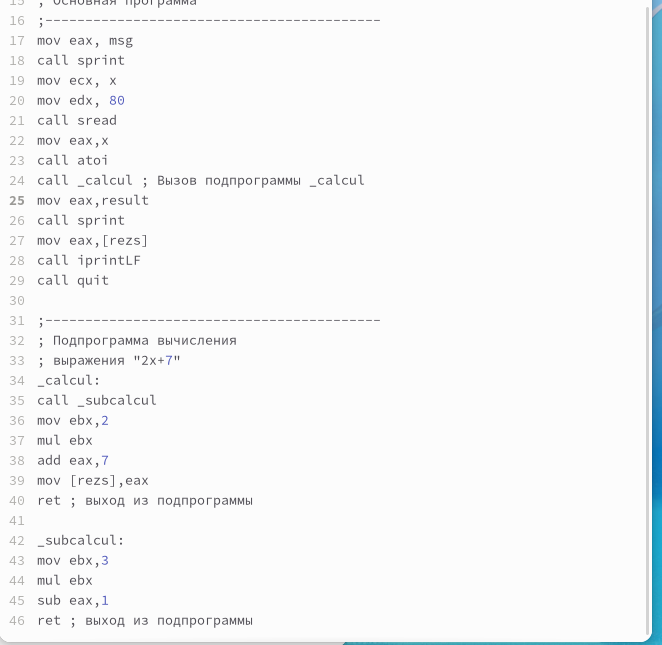 15 ; Основная программа
16 ;------------------------------------------
17 mov eax, msg
18 call sprint
19 mov ecx, x
20 mov edx, 80
21 call sread
22 mov eax,x
23 call atoi
24 call _calcul ; Вызов подпрограммы _calcul
25 mov eax,result
26 call sprint
27 mov eax,[rezs]
28 call iprintLF
29 call quit
30
31 ;------------------------------------------
32 ; Подпрограмма вычисления
33 ; выражения "2x+7"
34 _calcul:
35 call _subcalcul
36 mov ebx,2
37 mul ebx
38 add eax,7
39 mov [rezs],eax
40 ret ; выход из подпрограммы
41
42 _subcalcul:
43 mov ebx,3
44 mul ebx
45 sub eax,1
46 ret ; выход из подпрограммы